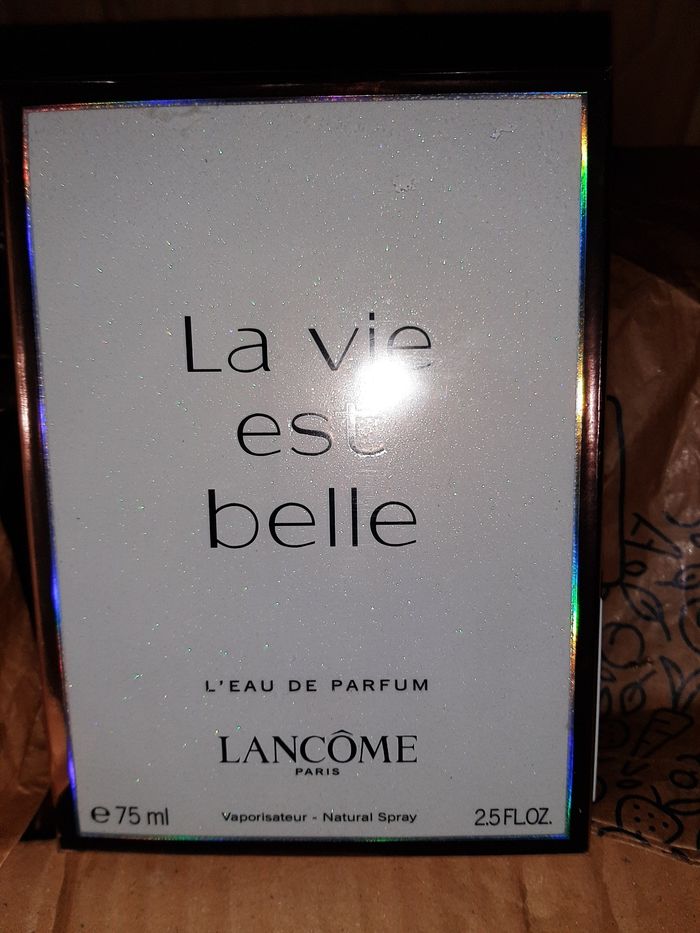 La vie
est
belle
L'EAU DE PARFUM
LANCÔME
PARIS
℮ 75 ml Vaporisateur - Natural Spray 2.5 FL.OZ.